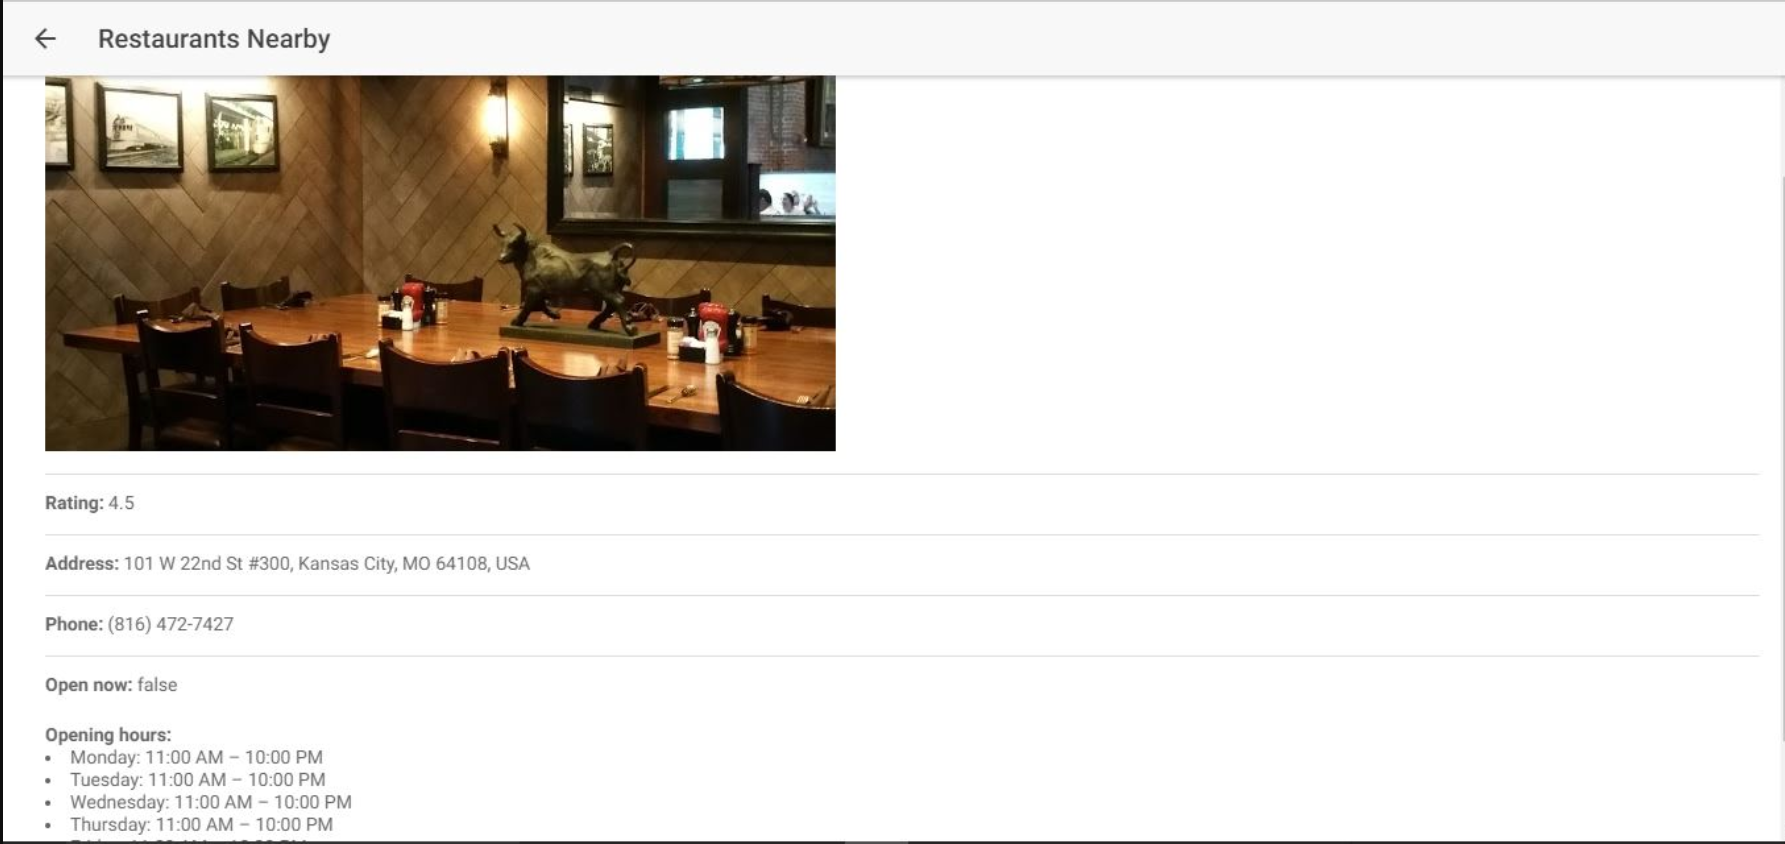 Restaurants Nearby
Rating: 4.5
Address: 101 W 22nd St #300, Kansas City, MO 64108, USA
Phone: (816) 472-7427
Open now: false
Opening hours:
• Monday: 11:00 AM – 10:00 PM
• Tuesday: 11:00 AM – 10:00 PM
• Wednesday: 11:00 AM – 10:00 PM
• Thursday: 11:00 AM – 10:00 PM